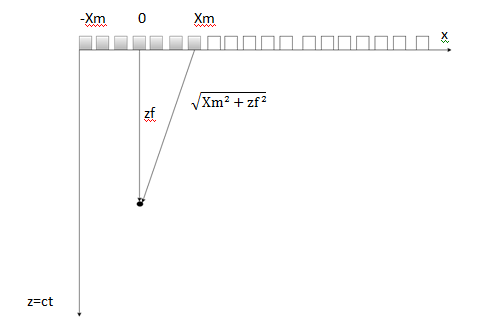 -Xm 0 Xm
x
√(Xm² + zf²)
zf
z=ct